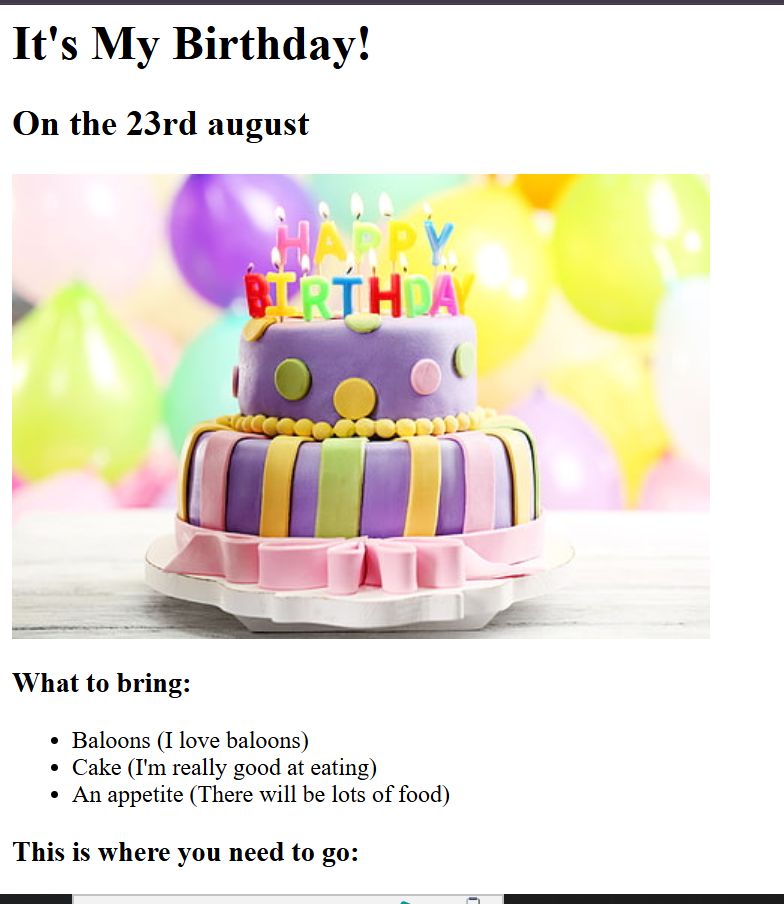 It's My Birthday!
On the 23rd august
HAPPY
BIRTHDAY
What to bring:
Baloons (I love baloons)
Cake (I'm really good at eating)
An appetite (There will be lots of food)
This is where you need to go: